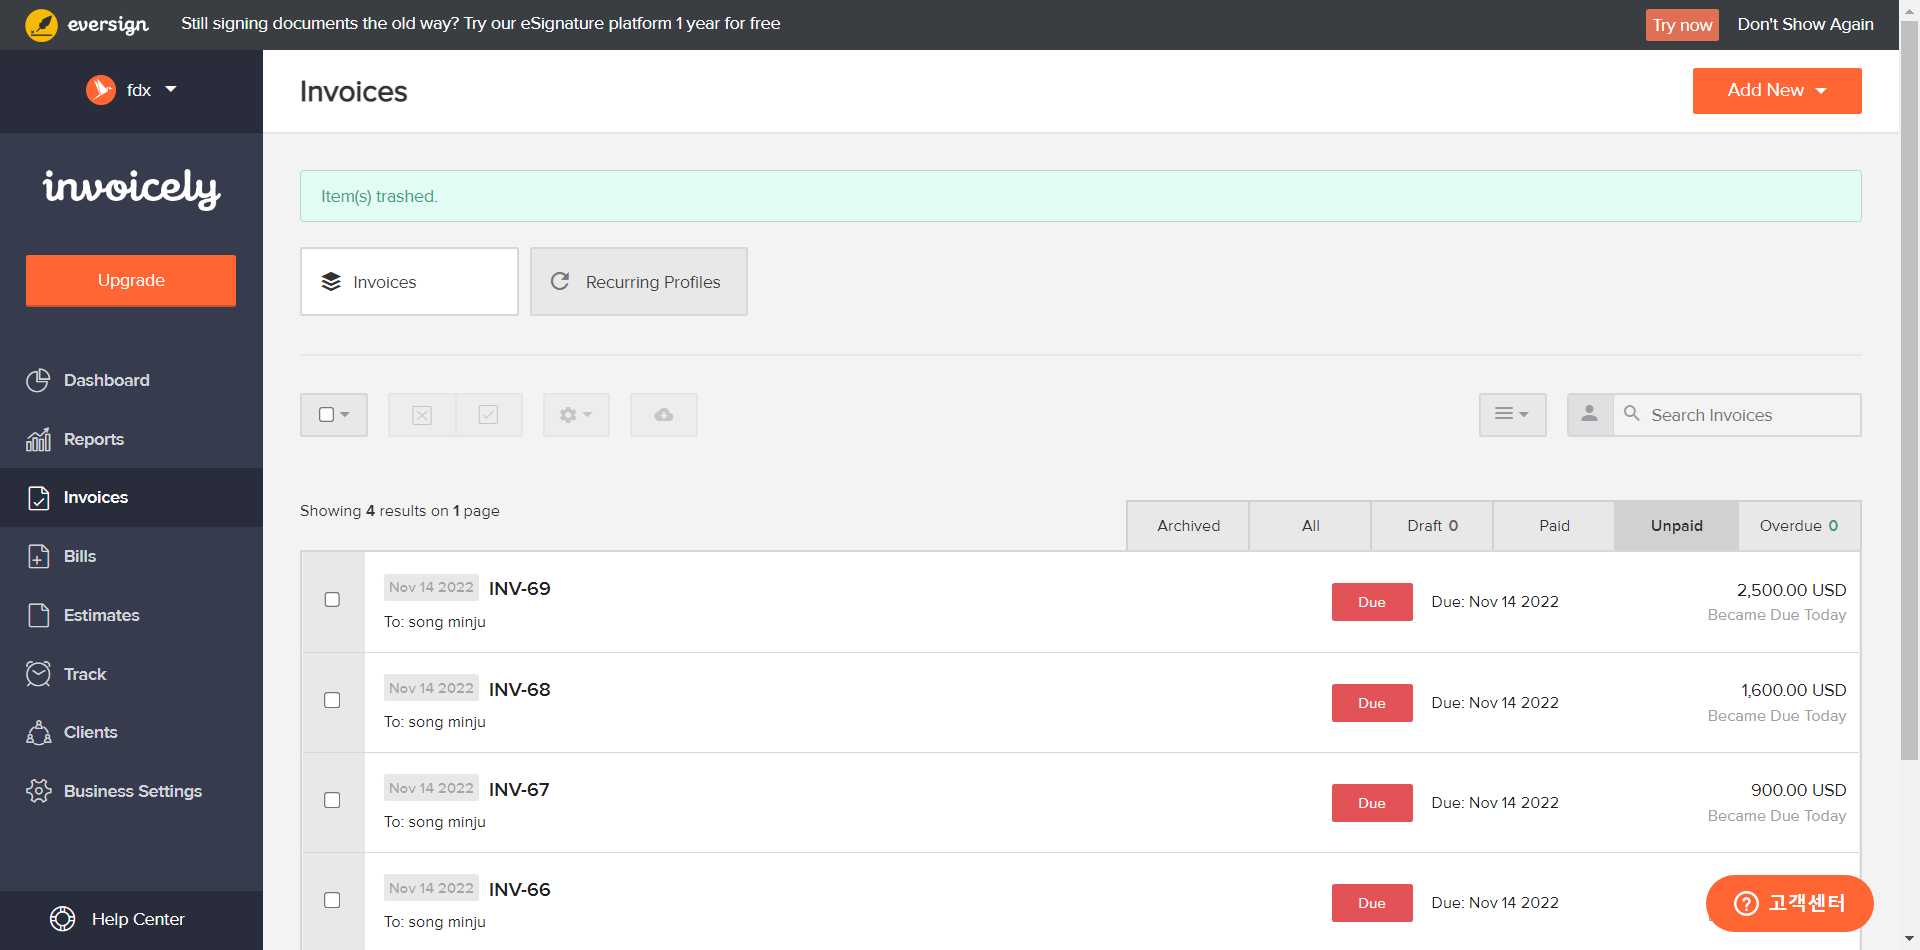 eversign
Still signing documents the old way? Try our eSignature platform 1 year for free
Try now
Don't Show Again
fdx
Invoices
Add New
invoicely
Item(s) trashed.
Upgrade
Invoices
Recurring Profiles
Dashboard
Reports
Invoices
Bills
Estimates
Track
Clients
Business Settings
Help Center
Search Invoices
Showing 4 results on 1 page
Archived
All
Draft 0
Paid
Unpaid
Overdue 0
Nov 14 2022 INV-69
To: song minju
Due
Due: Nov 14 2022
2,500.00 USD
Became Due Today
Nov 14 2022 INV-68
To: song minju
Due
Due: Nov 14 2022
1,600.00 USD
Became Due Today
Nov 14 2022 INV-67
To: song minju
Due
Due: Nov 14 2022
900.00 USD
Became Due Today
Nov 14 2022 INV-66
To: song minju
Due
Due: Nov 14 2022
고객센터